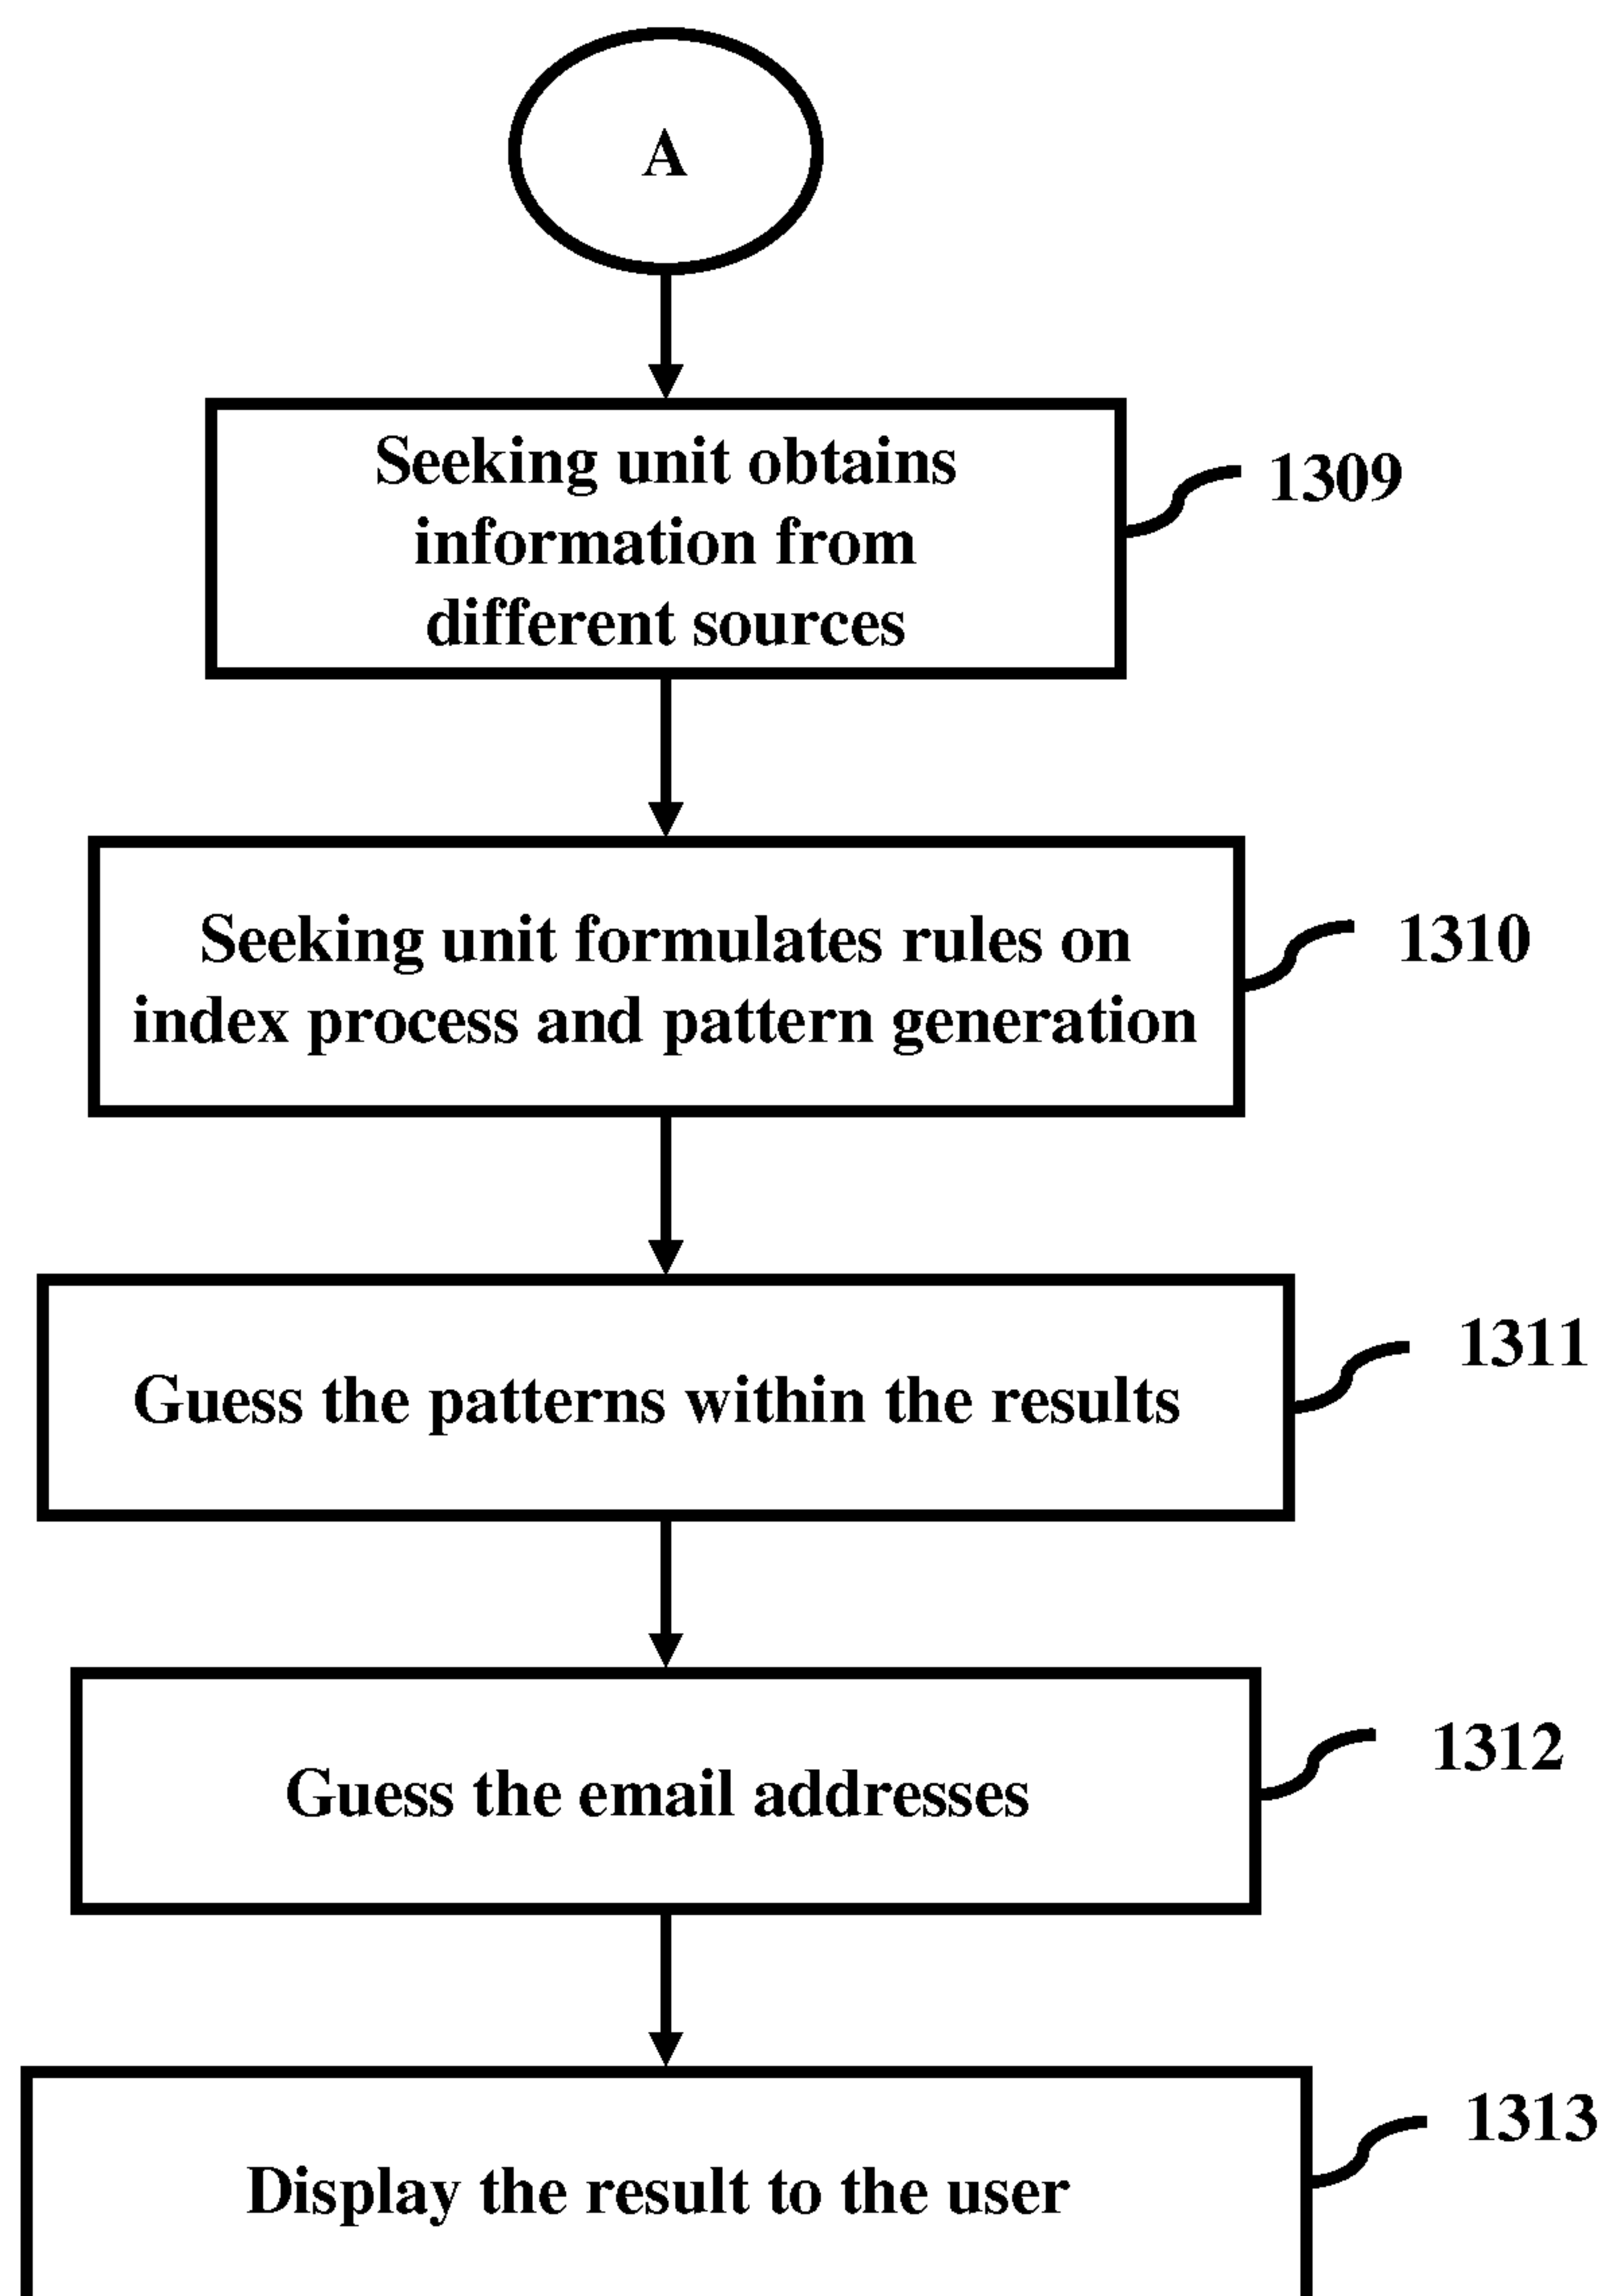 A
Seeking unit obtains
information from
different sources
1309
Seeking unit formulates rules on
index process and pattern generation
1310
Guess the patterns within the results
1311
Guess the email addresses
1312
Display the result to the user
1313